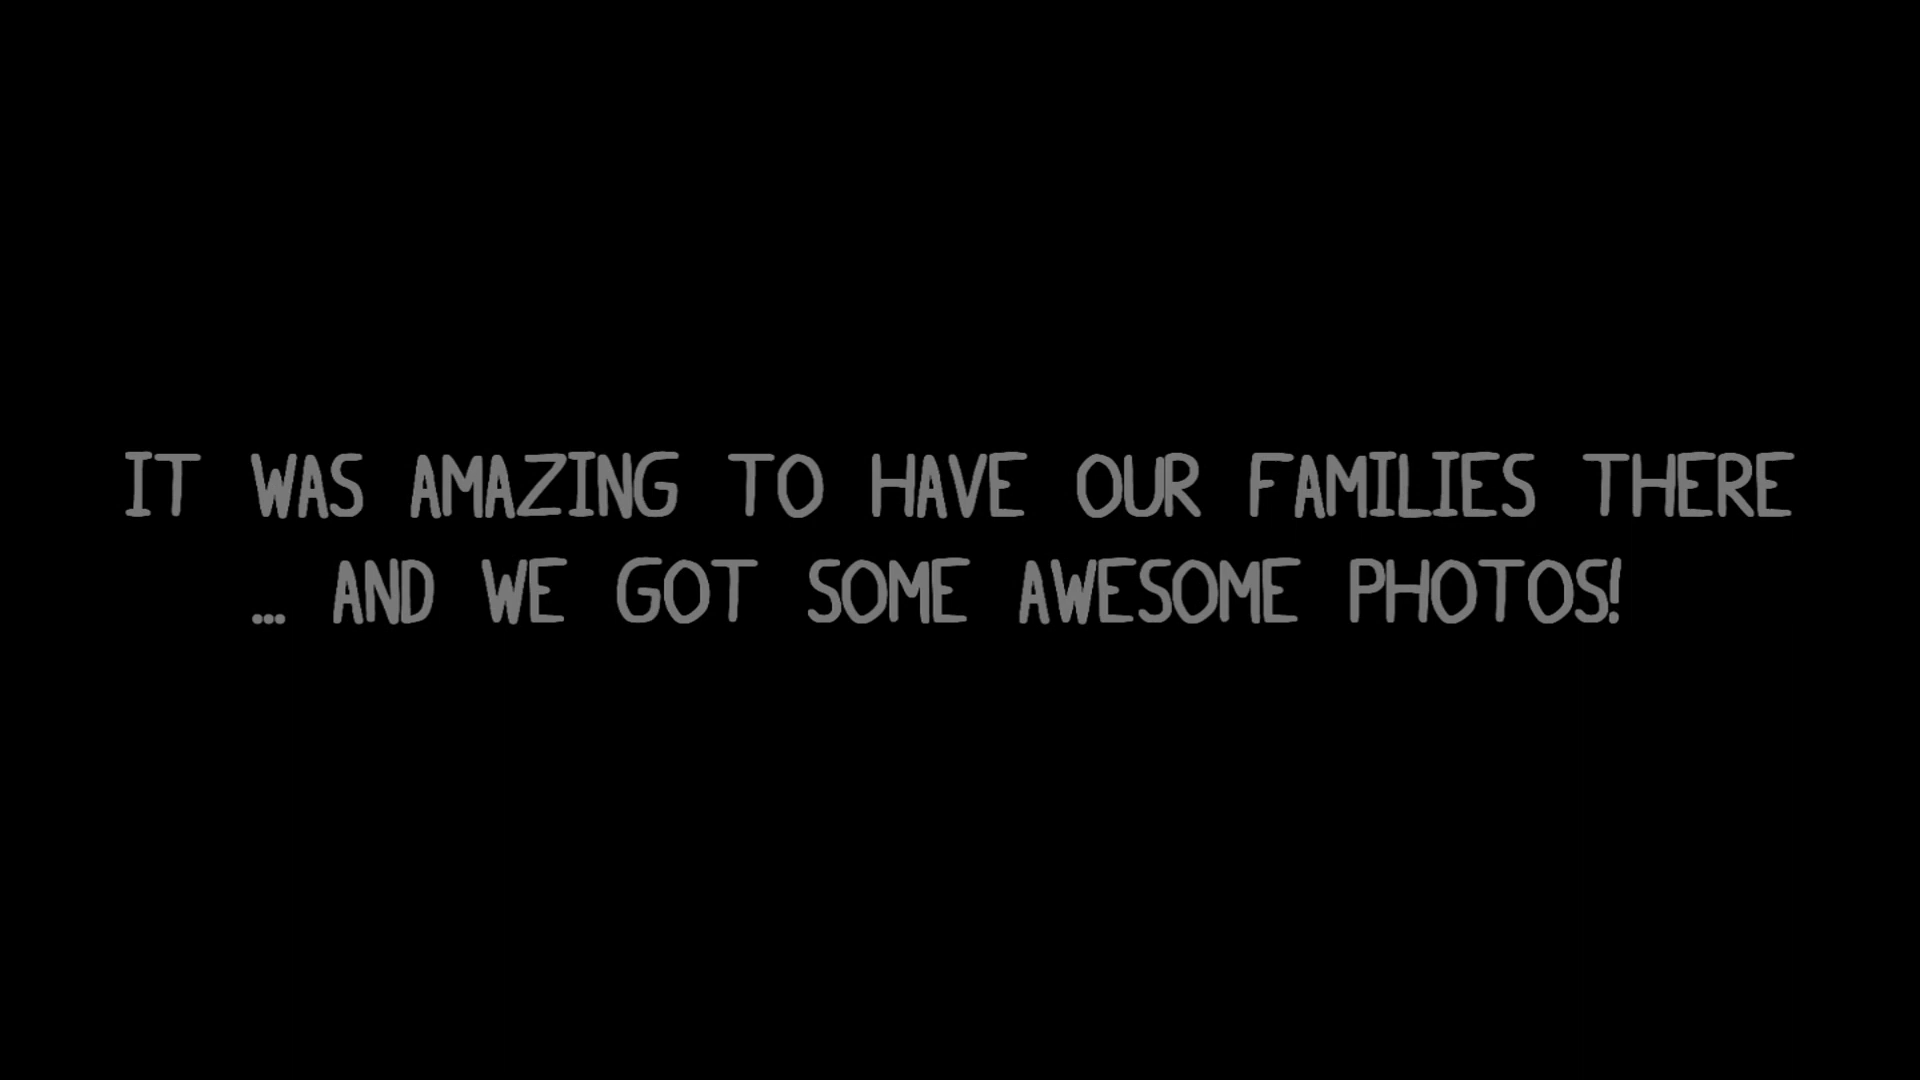 IT WAS AMAZING TO HAVE OUR FAMILIES THERE
... AND WE GOT SOME AWESOME PHOTOS!